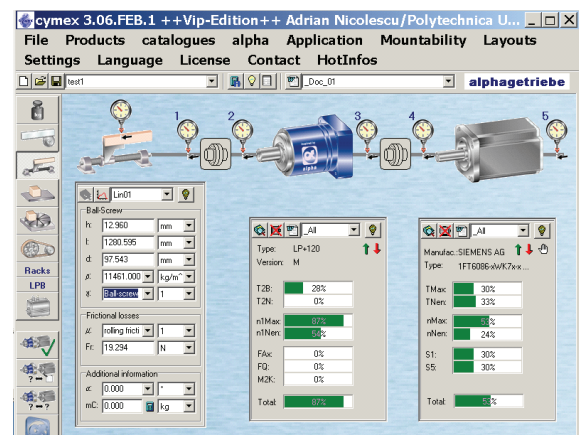 cymex 3.06.FEB.1 ++Vip-Edition++ Adrian Nicolescu/Polytechnica U...
File Products catalogues alpha Application Mountability Layouts
Settings Language License Contact HotInfos
test1 _Doc_01 alphagetriebe
1 2 3 4 5
alpha
Racks
LPB
? ↔
? ↔ ?
Lin01
Ball-Screw
h: 12.960 mm
l: 1280.595 mm
d: 97.543 mm
ρ: 11461.000 kg/m^
Ball-screw 1
Frictional losses
μ: rolling fricti 1
Fr: 19.294 N
Additional information
α: 0.000 °
mC: 0.000 kg
_All
Type: LP+120
Version: M
T2B: 28%
T2N: 0%
n1Max: 87%
n1Nen: 54%
FAx: 0%
FQ: 0%
M2K: 0%
Total: 87%
_All
Manufac.:SIEMENS AG
Type: 1FT6086-xWK7x-x...
TMax: 30%
TNen: 33%
nMax: 53%
nNen: 24%
S1: 30%
S5: 30%
Total: 53%